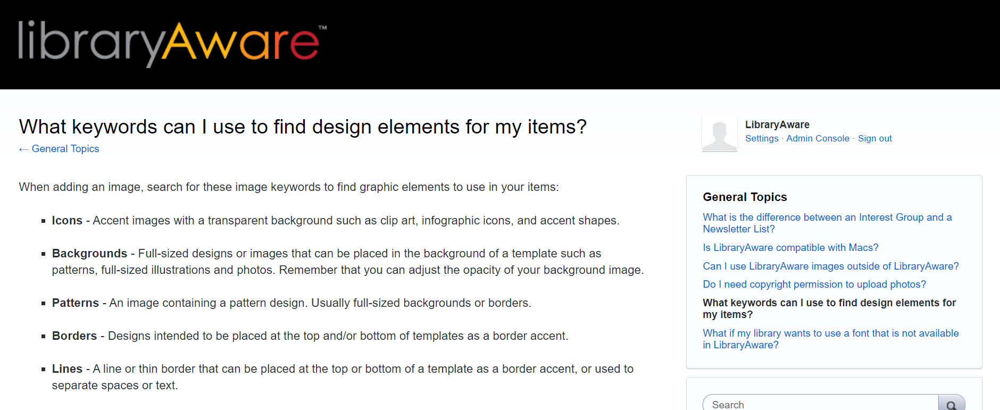 libraryAware™
What keywords can I use to find design elements for my items?
← General Topics
When adding an image, search for these image keywords to find graphic elements to use in your items:
▪ Icons - Accent images with a transparent background such as clip art, infographic icons, and accent shapes.
▪ Backgrounds - Full-sized designs or images that can be placed in the background of a template such as
patterns, full-sized illustrations and photos. Remember that you can adjust the opacity of your background image.
▪ Patterns - An image containing a pattern design. Usually full-sized backgrounds or borders.
▪ Borders - Designs intended to be placed at the top and/or bottom of templates as a border accent.
▪ Lines - A line or thin border that can be placed at the top or bottom of a template as a border accent, or used to
separate spaces or text.
LibraryAware
Settings · Admin Console · Sign out
General Topics
What is the difference between an Interest Group and a
Newsletter List?
Is LibraryAware compatible with Macs?
Can I use LibraryAware images outside of LibraryAware?
Do I need copyright permission to upload photos?
What keywords can I use to find design elements for
my items?
What if my library wants to use a font that is not available
in LibraryAware?
Search